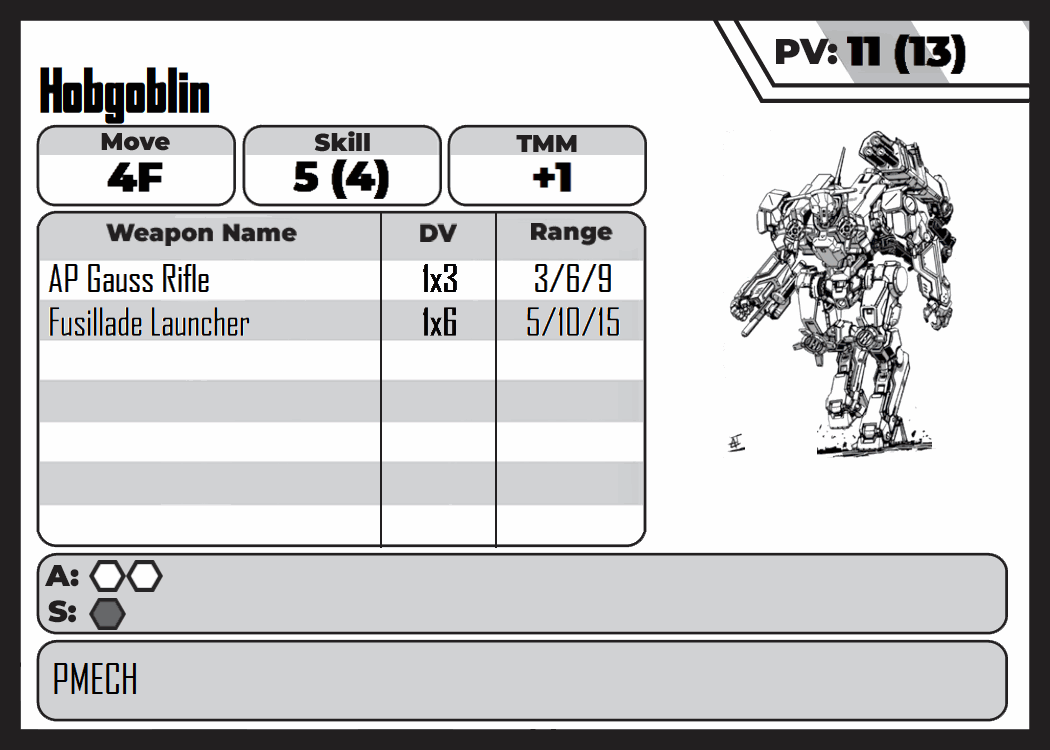 PV: 11 (13)
Hobgoblin
Move Skill TMM
4F 5 (4) +1
Weapon Name DV Range
AP Gauss Rifle 1x3 3/6/9
Fusillade Launcher 1x6 5/10/15
A:
S:
PMECH